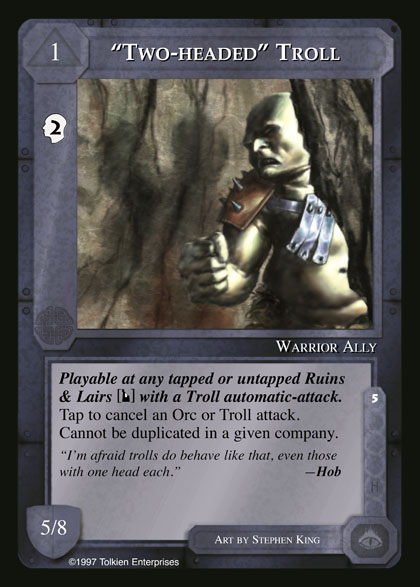 1
“Two-headed” Troll
2
Warrior Ally
Playable at any tapped or untapped Ruins
& Lairs [] with a Troll automatic-attack.
Tap to cancel an Orc or Troll attack.
Cannot be duplicated in a given company.
“I’m afraid trolls do behave like that, even those
with one head each.” —Hob
5
H
5/8
Art by Stephen King
©1997 Tolkien Enterprises